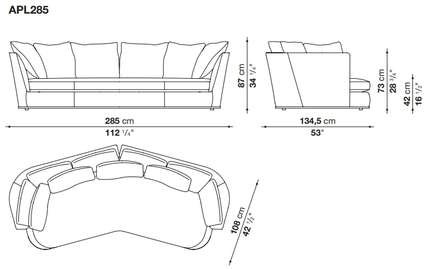 APL285
87 cm
34 1/4"
73 cm
28 3/4"
42 cm
16 1/2"
285 cm
112 1/4"
134,5 cm
53"
108 cm
42 1/2"